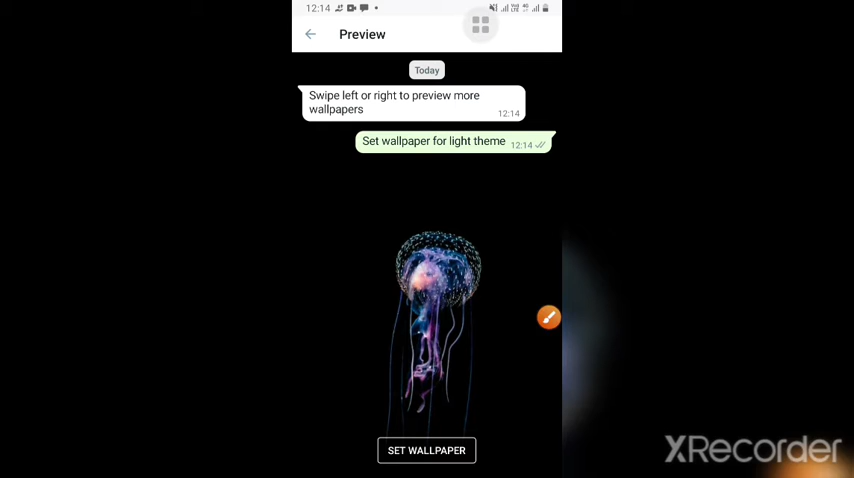 12:14
Preview
Today
Swipe left or right to preview more
wallpapers
12:14
Set wallpaper for light theme 12:14
SET WALLPAPER
XRecorder